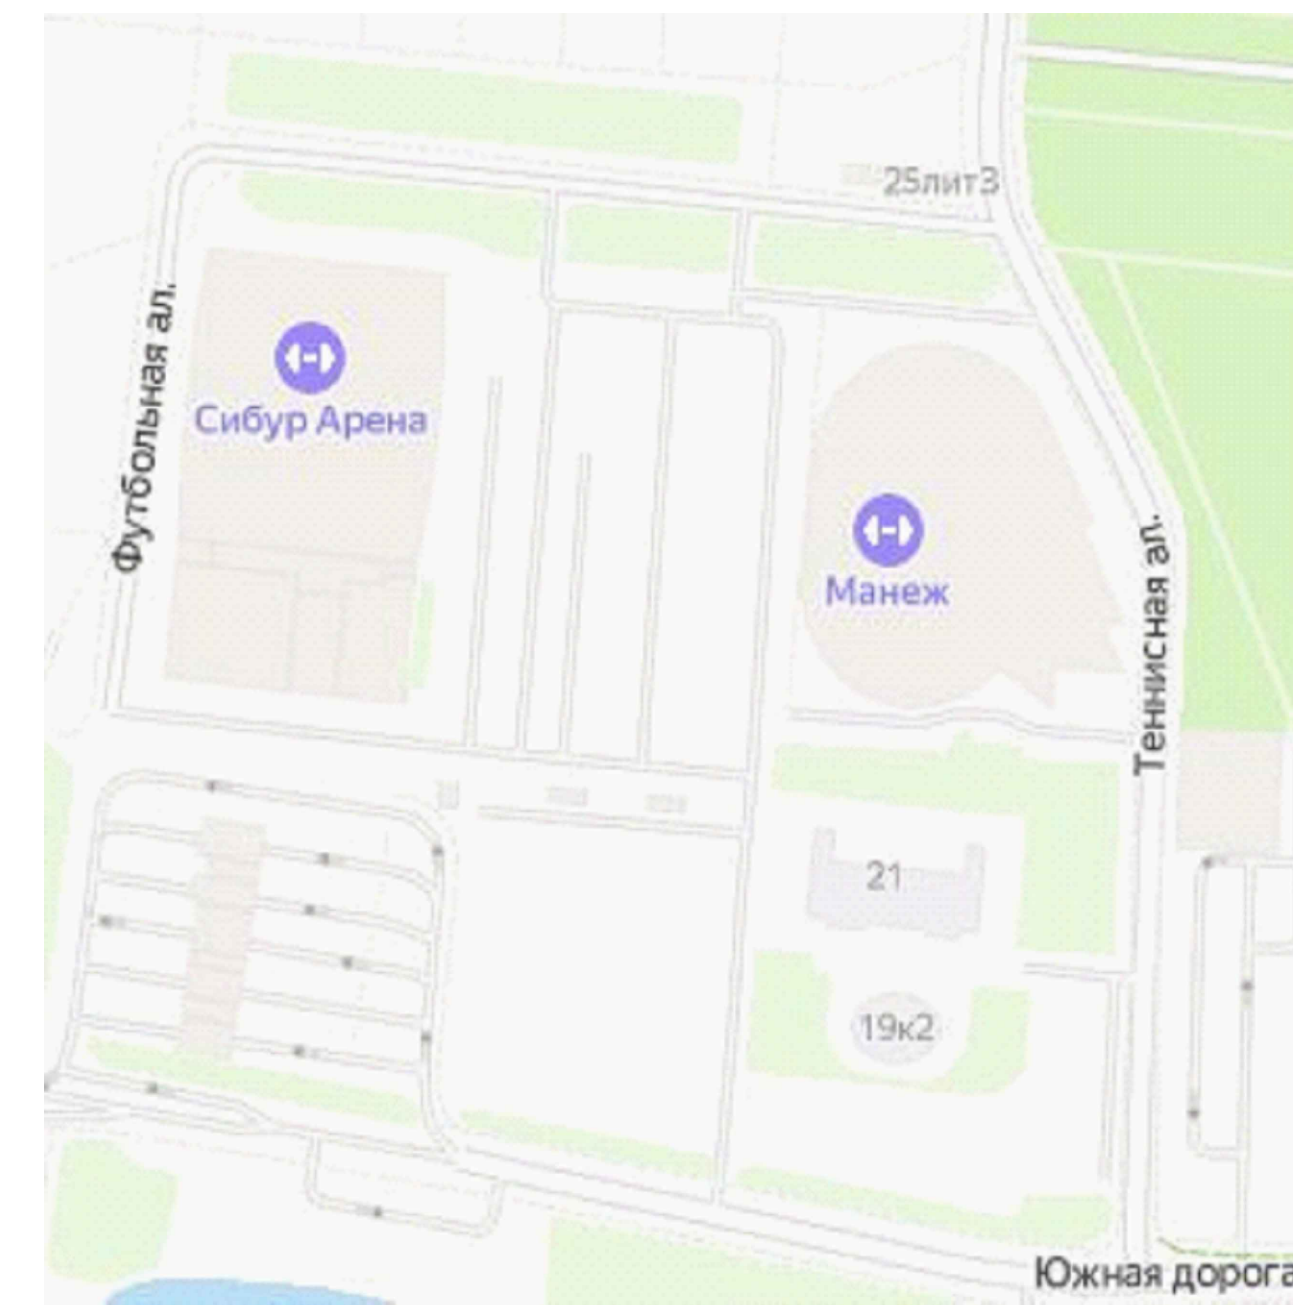 25лит3
Футбольная ал.
Сибур Арена
Манеж
Теннисная ал.
21
19к2
Южная дорога